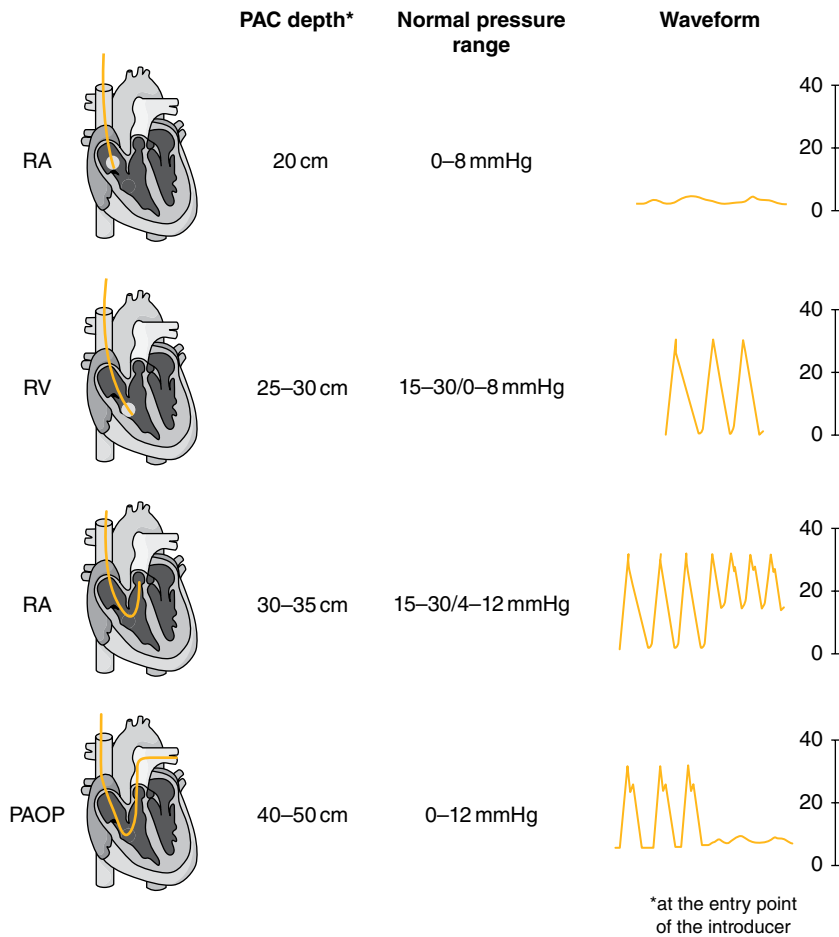 PAC depth*
Normal pressure
range
Waveform
RA
20 cm
0–8 mmHg
40
20
0
RV
25–30 cm
15–30/0–8 mmHg
40
20
0
RA
30–35 cm
15–30/4–12 mmHg
40
20
0
PAOP
40–50 cm
0–12 mmHg
40
20
0
*at the entry point
of the introducer